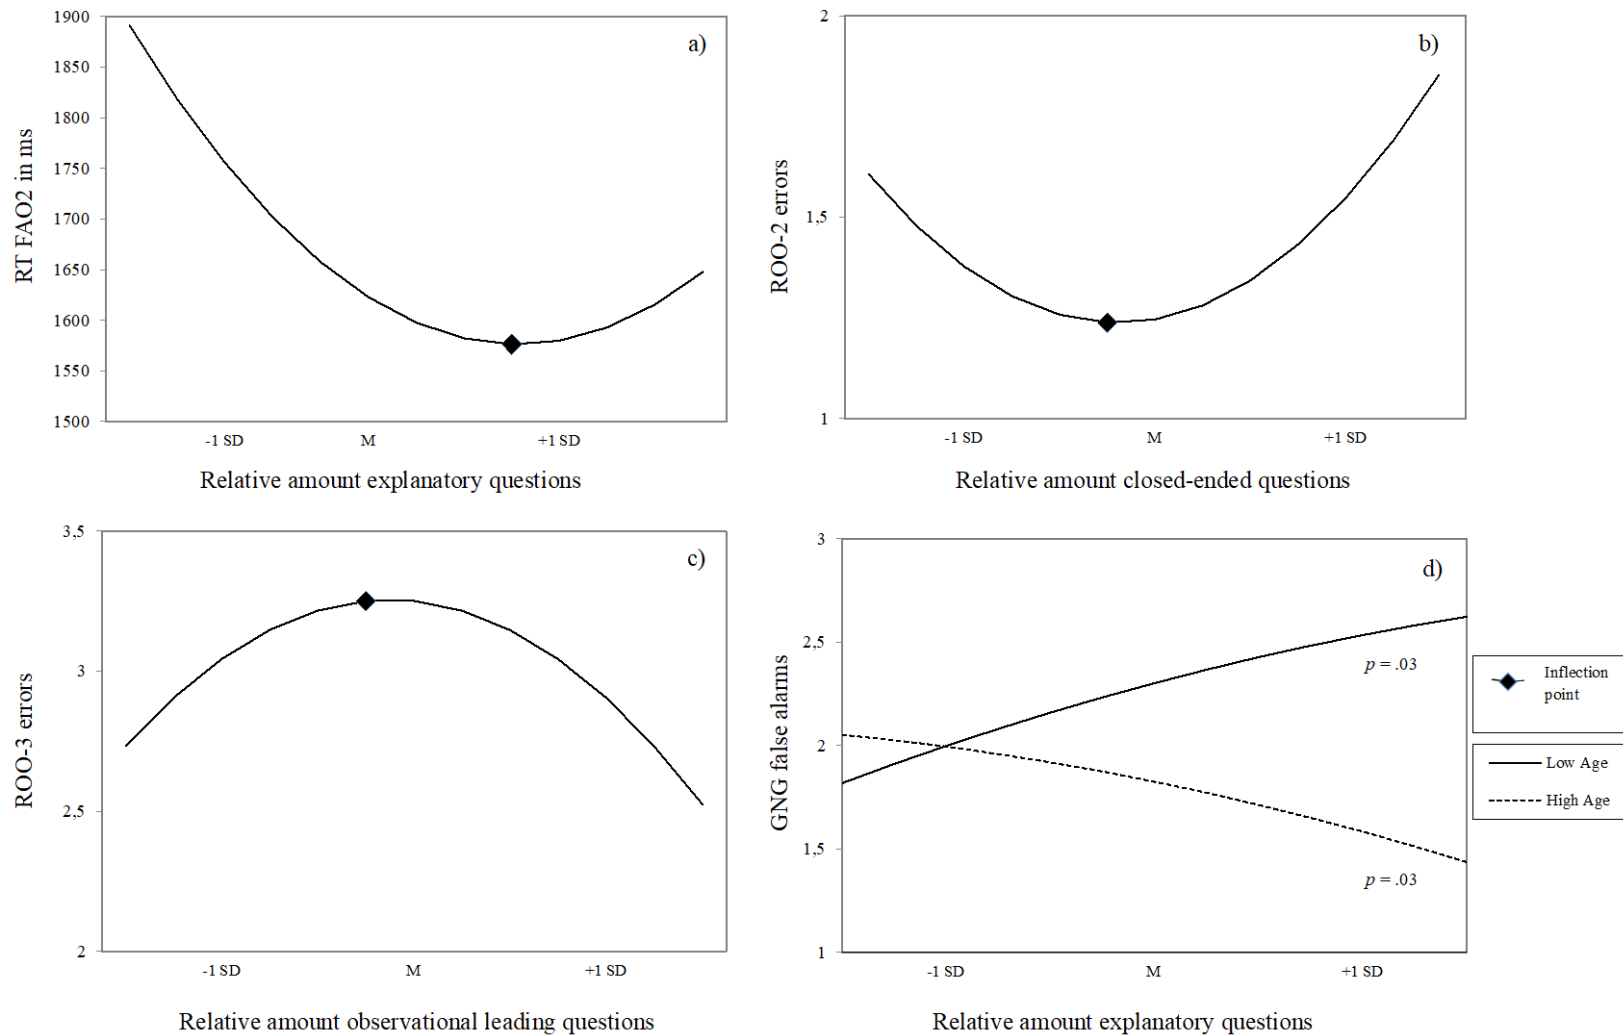 a)
1900
1850
1800
1750
1700
1650
1600
1550
1500
RT FAO2 in ms
-1 SD M +1 SD
Relative amount explanatory questions
b)
2
1,5
1
ROO-2 errors
-1 SD M +1 SD
Relative amount closed-ended questions
c)
3,5
3
2,5
2
ROO-3 errors
-1 SD M +1 SD
Relative amount observational leading questions
d)
3
2,5
2
1,5
1
GNG false alarms
p = .03
p = .03
-1 SD M +1 SD
Relative amount explanatory questions
Inflection
point
Low Age
High Age